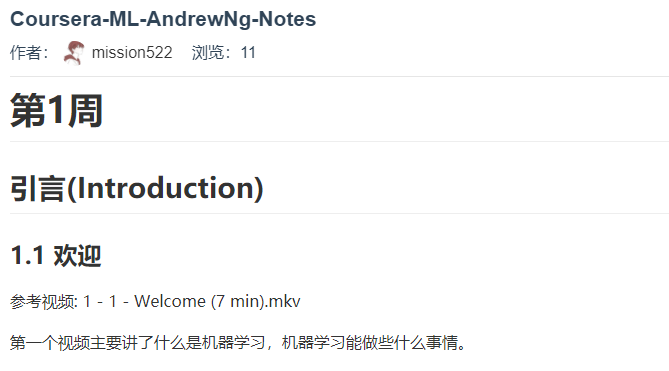 Coursera-ML-AndrewNg-Notes
作者： mission522 浏览：11
第1周
引言(Introduction)
1.1 欢迎
参考视频: 1 - 1 - Welcome (7 min).mkv
第一个视频主要讲了什么是机器学习，机器学习能做些什么事情。